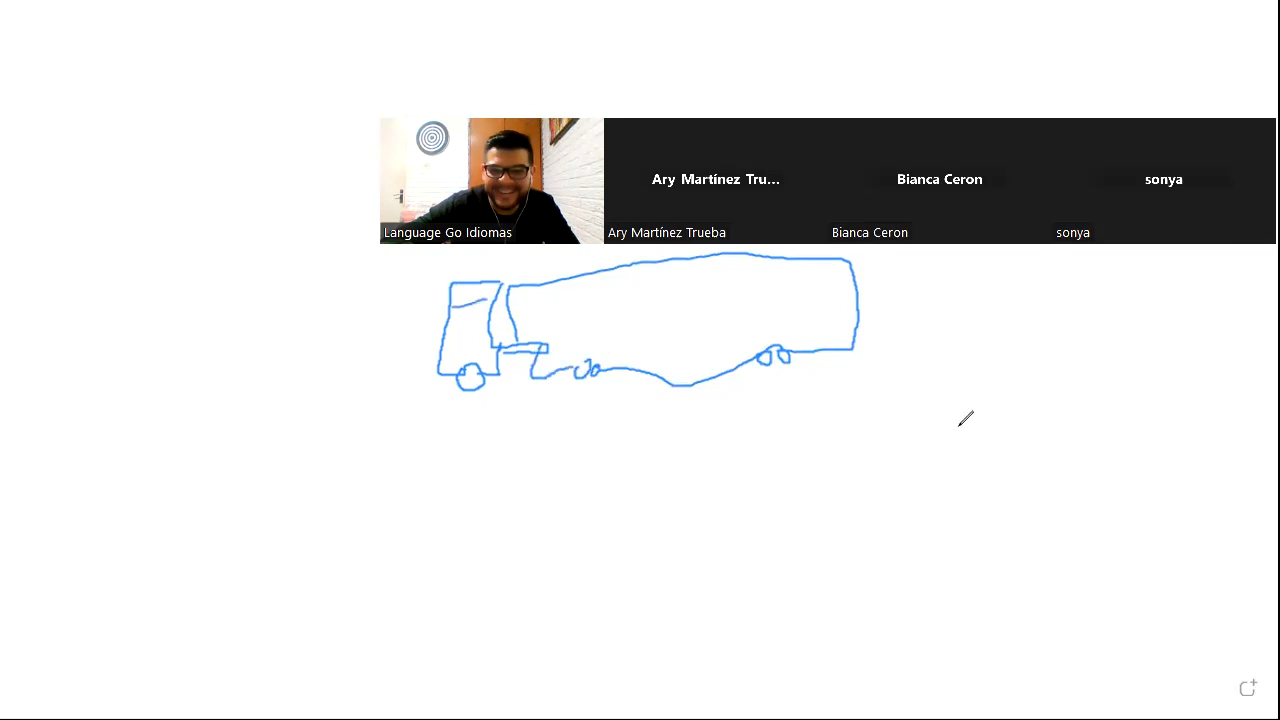 Ary Martínez Tru...
Bianca Ceron
sonya
Language Go Idiomas
Ary Martínez Trueba
Bianca Ceron
sonya